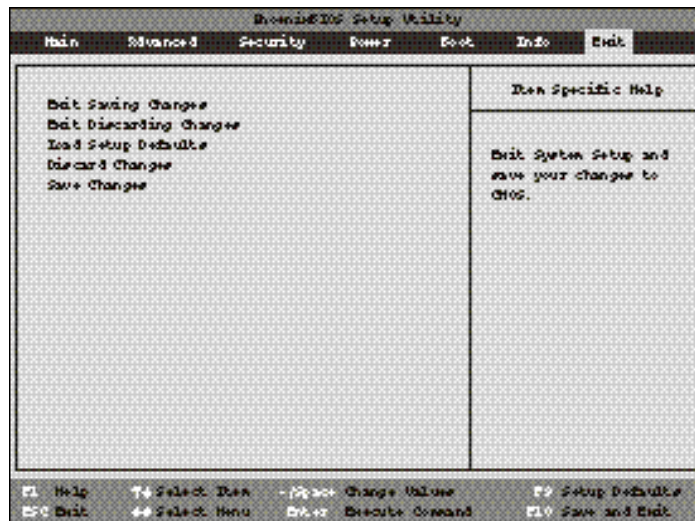 PhoenixBIOS Setup Utility
Main Advanced Security Power Boot Info Exit
Exit Saving Changes
Exit Discarding Changes
Load Setup Defaults
Discard Changes
Save Changes
Item Specific Help
Exit System Setup and
save your changes to
CMOS.
F1 Help ↑↓ Select Item -/Space Change Values F9 Setup Defaults
ESC Exit ←→ Select Menu Enter Execute Command F10 Save and Exit